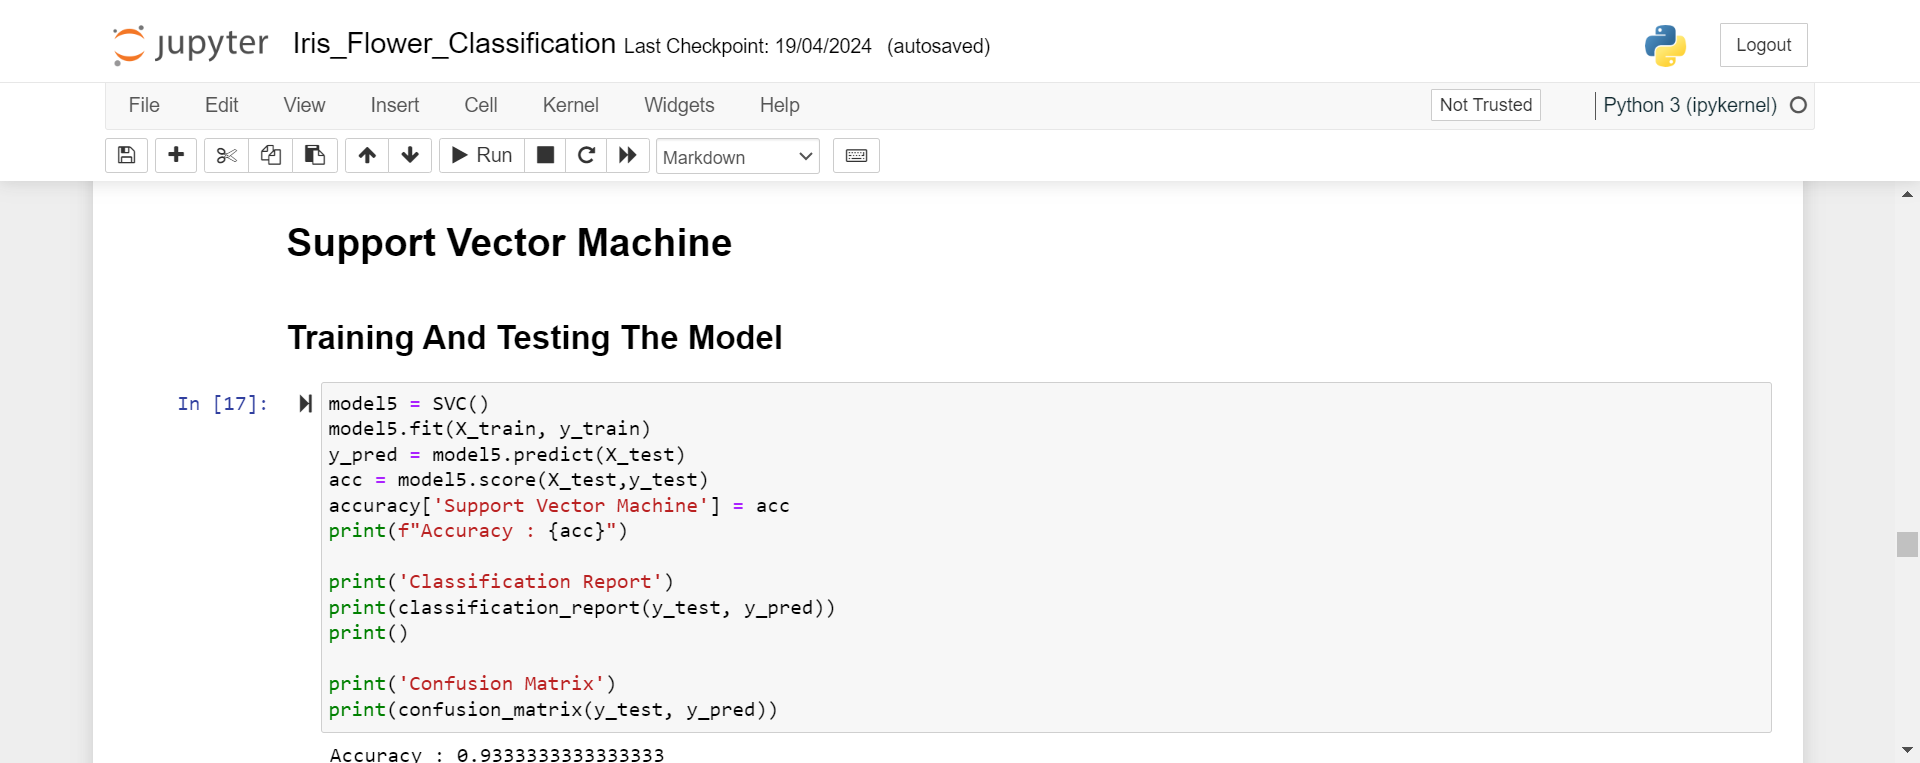 jupyter Iris_Flower_Classification Last Checkpoint: 19/04/2024 (autosaved)
Logout
File Edit View Insert Cell Kernel Widgets Help
Not Trusted
Python 3 (ipykernel)
Run
Markdown
Support Vector Machine
Training And Testing The Model
In [17]:
model5 = SVC()
model5.fit(X_train, y_train)
y_pred = model5.predict(X_test)
acc = model5.score(X_test,y_test)
accuracy['Support Vector Machine'] = acc
print(f"Accuracy : {acc}")
print('Classification Report')
print(classification_report(y_test, y_pred))
print()
print('Confusion Matrix')
print(confusion_matrix(y_test, y_pred))
Accuracy : 0.9333333333333333